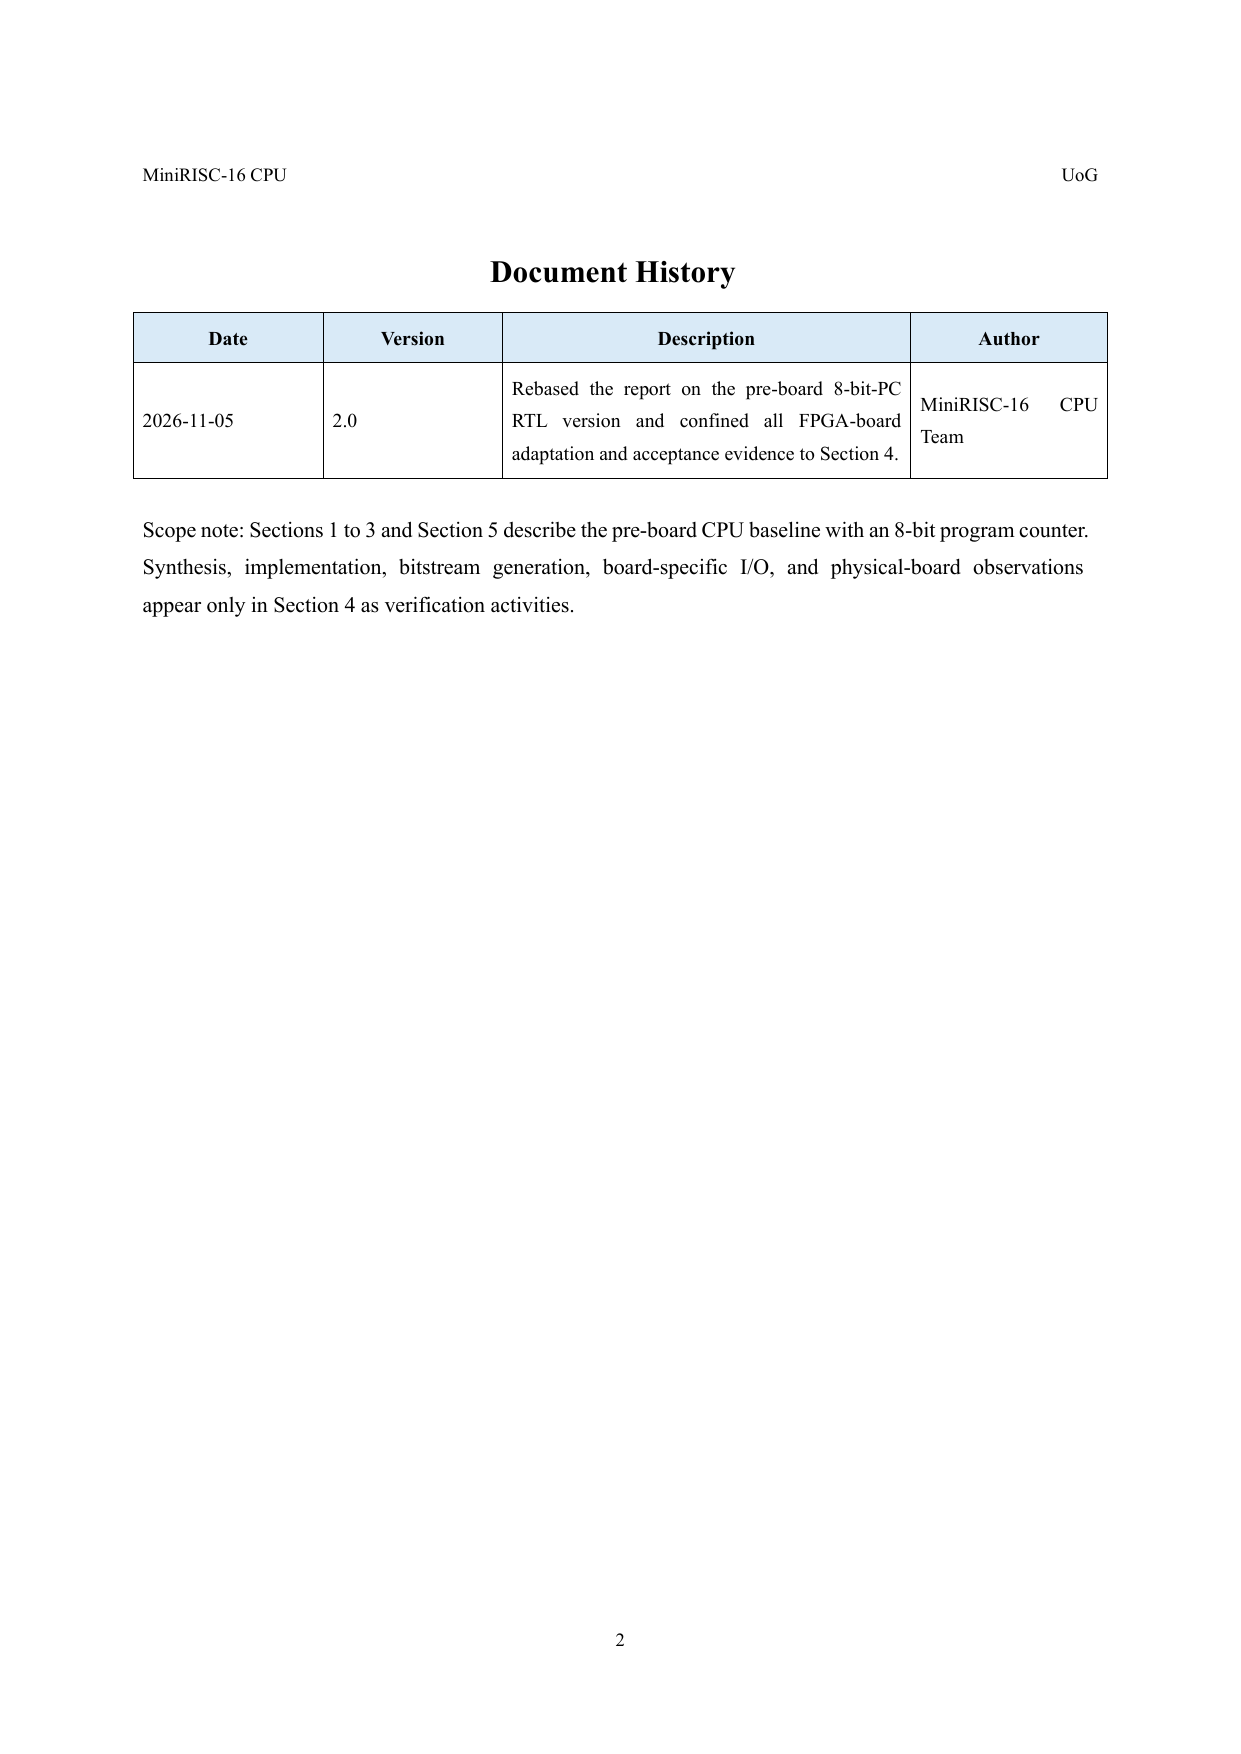 MiniRISC-16 CPU UoG
Document History
Date Version Description Author
2026-11-05 2.0 Rebased the report on the pre-board 8-bit-PC
RTL version and confined all FPGA-board
adaptation and acceptance evidence to Section 4.
MiniRISC-16 CPU
Team
Scope note: Sections 1 to 3 and Section 5 describe the pre-board CPU baseline with an 8-bit program counter.
Synthesis, implementation, bitstream generation, board-specific I/O, and physical-board observations
appear only in Section 4 as verification activities.
2